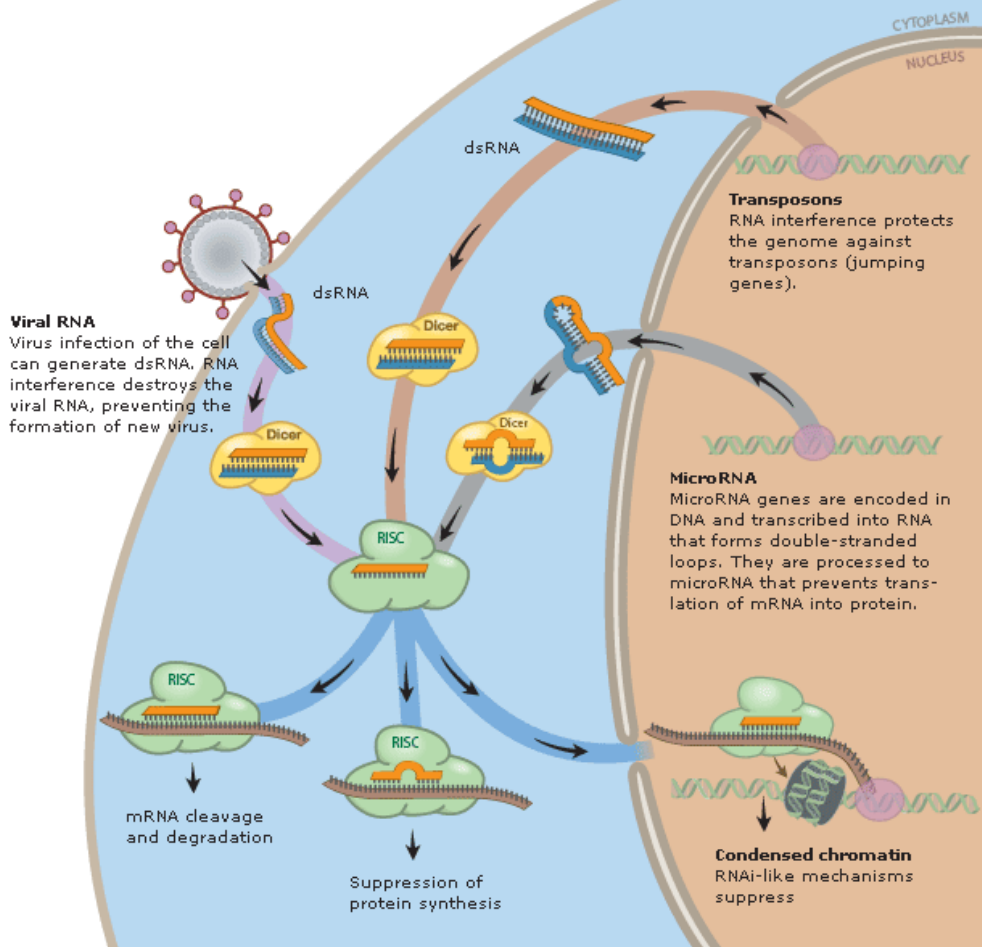 CYTOPLASM
NUCLEUS
dsRNA
Transposons
RNA interference protects
the genome against
transposons (jumping
genes).
dsRNA
Viral RNA
Virus infection of the cell
can generate dsRNA. RNA
interference destroys the
viral RNA, preventing the
formation of new virus.
Dicer
Dicer
Dicer
MicroRNA
MicroRNA genes are encoded in
DNA and transcribed into RNA
that forms double-stranded
loops. They are processed to
microRNA that prevents trans-
lation of mRNA into protein.
RISC
RISC
RISC
mRNA cleavage
and degradation
Suppression of
protein synthesis
Condensed chromatin
RNAi-like mechanisms
suppress